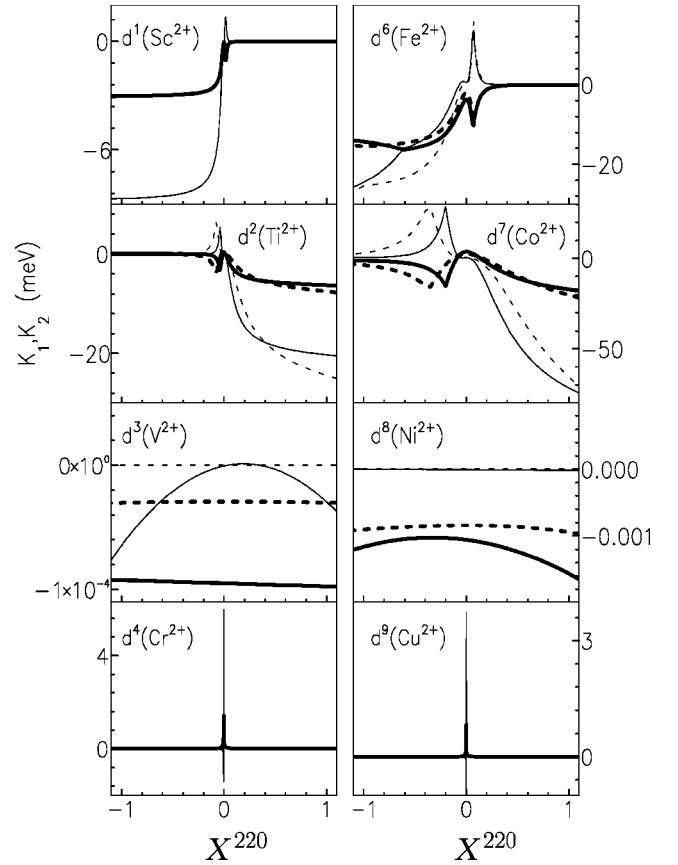 d¹(Sc²⁺)
d⁶(Fe²⁺)
0
0
-6
-20
d²(Ti²⁺)
d⁷(Co²⁺)
0
0
-20
-50
K₁,K₂ (meV)
d³(V²⁺)
d⁸(Ni²⁺)
0×10⁰
0.000
-0.001
-1×10⁻⁴
d⁴(Cr²⁺)
d⁹(Cu²⁺)
4
3
0
0
-1 0 1
-1 0 1
X²²⁰
X²²⁰